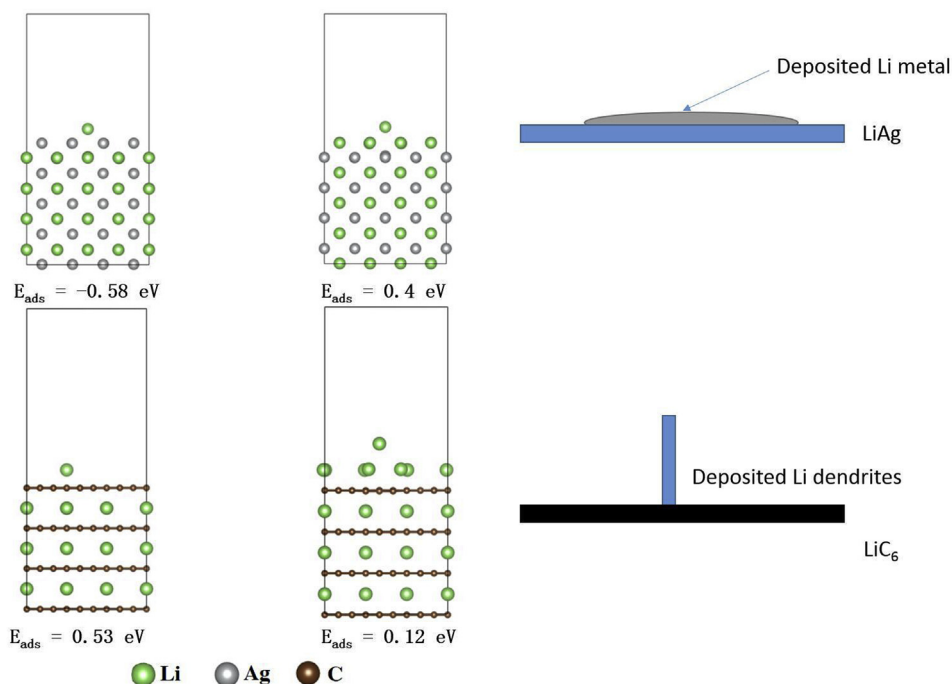 Deposited Li metal
LiAg
E_ads = -0.58 eV
E_ads = 0.4 eV
Deposited Li dendrites
LiC₆
E_ads = 0.53 eV
E_ads = 0.12 eV
Li Ag C